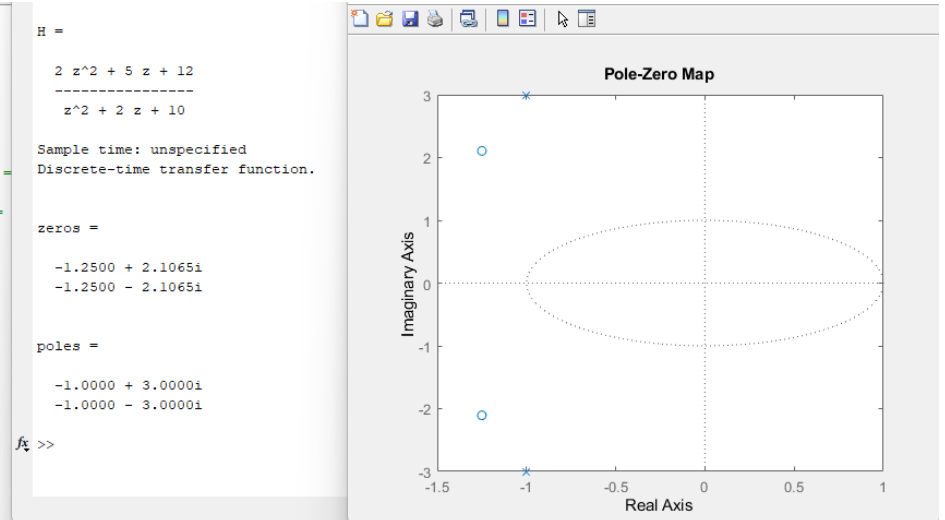 H =
2 z^2 + 5 z + 12
----------------
z^2 + 2 z + 10
Sample time: unspecified
Discrete-time transfer function.
zeros =
-1.2500 + 2.1065i
-1.2500 - 2.1065i
poles =
-1.0000 + 3.0000i
-1.0000 - 3.0000i
fx >>
Pole-Zero Map
Imaginary Axis
3
2
1
0
-1
-2
-3
-1.5 -1 -0.5 0 0.5 1
Real Axis